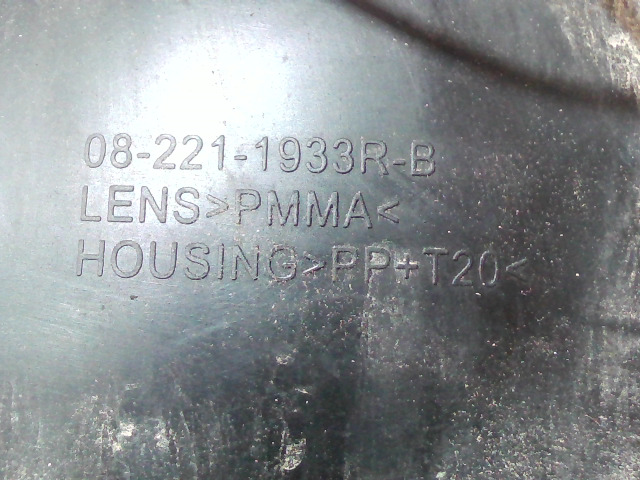 08-221-1933R-B
LENS>PMMA<
HOUSING>PP+T20<